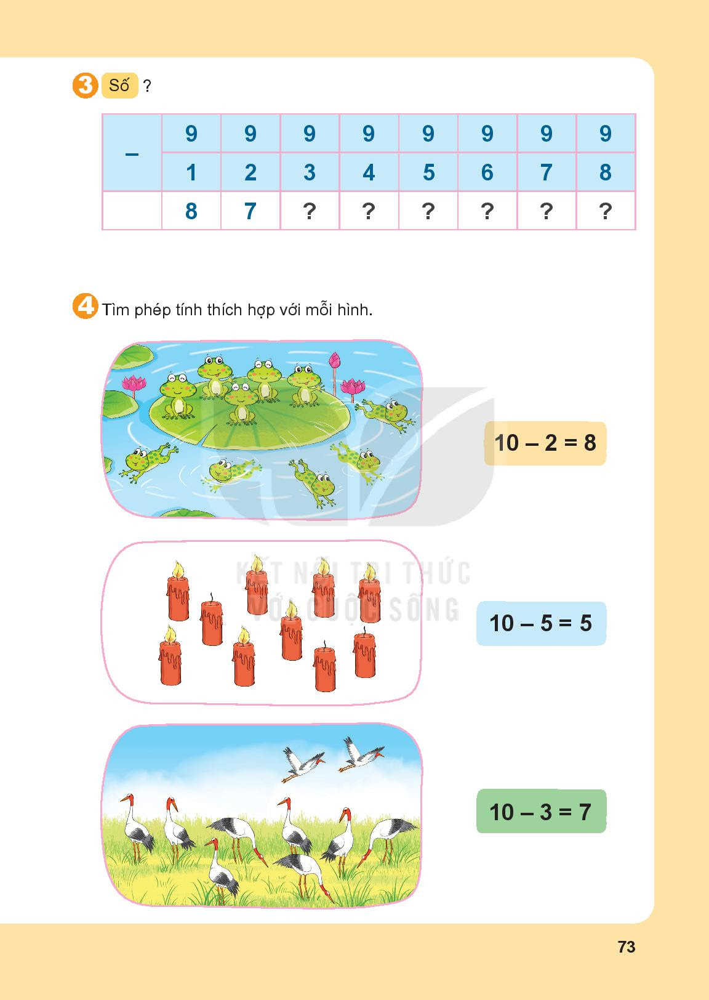 3 Số ?
– 9 9 9 9 9 9 9 9
1 2 3 4 5 6 7 8
8 7 ? ? ? ? ? ?
4 Tìm phép tính thích hợp với mỗi hình.
10 – 2 = 8
KẾT NỐI TRI THỨC
VỚI CUỘC SỐNG
10 – 5 = 5
10 – 3 = 7
73